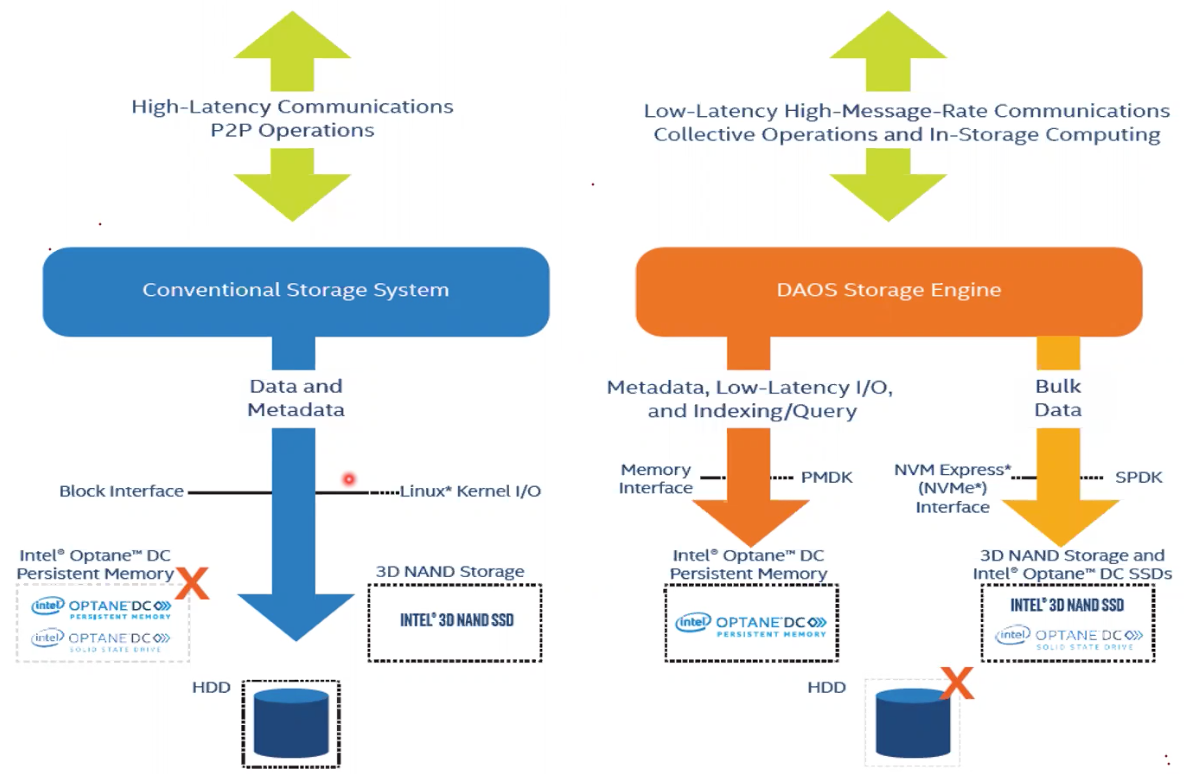 High-Latency Communications
P2P Operations
Conventional Storage System
Data and
Metadata
Block Interface
Linux* Kernel I/O
Intel® Optane™ DC
Persistent Memory
X
intel OPTANE DC
PERSISTENT MEMORY
intel OPTANE DC
SOLID STATE DRIVE
3D NAND Storage
INTEL® 3D NAND SSD
HDD
Low-Latency High-Message-Rate Communications
Collective Operations and In-Storage Computing
DAOS Storage Engine
Metadata, Low-Latency I/O,
and Indexing/Query
Bulk
Data
Memory
Interface
PMDK
NVM Express*
(NVMe*)
Interface
SPDK
Intel® Optane™ DC
Persistent Memory
intel OPTANE DC
PERSISTENT MEMORY
3D NAND Storage and
Intel® Optane™ DC SSDs
INTEL® 3D NAND SSD
intel OPTANE DC
SOLID STATE DRIVE
HDD
X